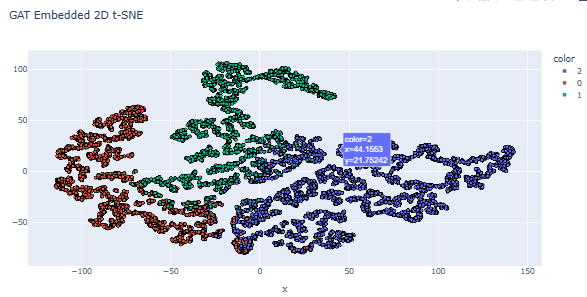 GAT Embedded 2D t-SNE
color
2
0
1
100
50
0
−50
color=2
x=44.1553
y=21.75242
−100
−50
0
50
100
150
x